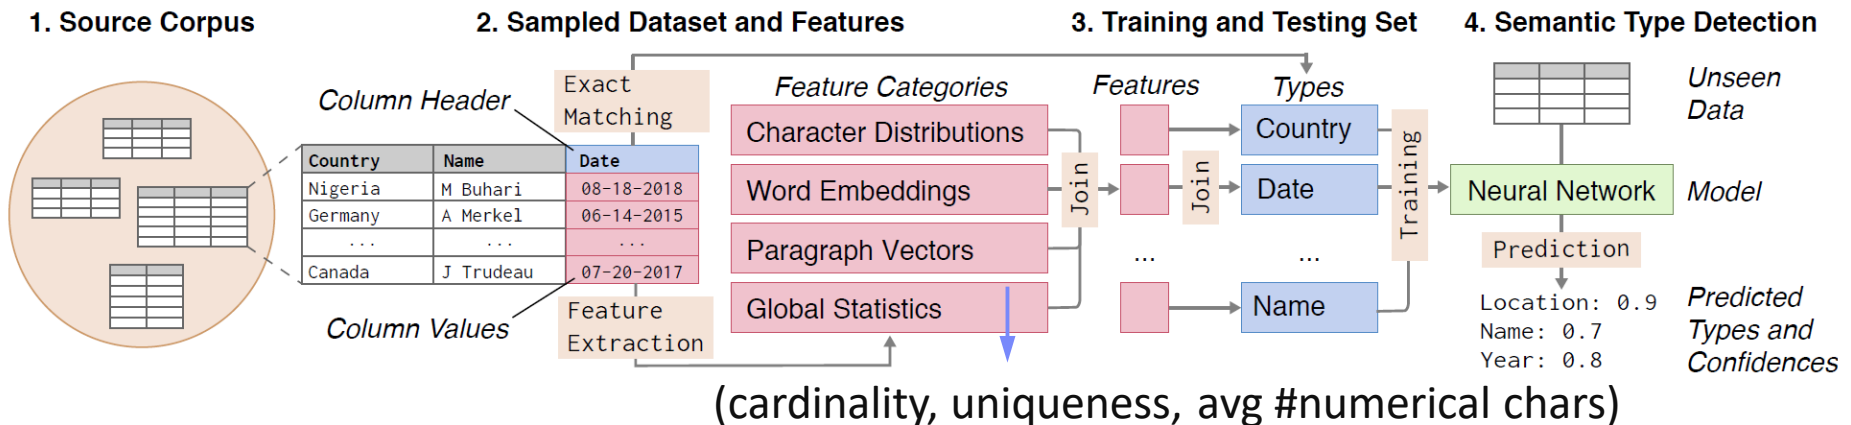 1. Source Corpus
2. Sampled Dataset and Features
3. Training and Testing Set
4. Semantic Type Detection
Column Header
Exact
Matching
Country Name Date
Nigeria M Buhari 08-18-2018
Germany A Merkel 06-14-2015
... ... ...
Canada J Trudeau 07-20-2017
Column Values
Feature
Extraction
Feature Categories
Character Distributions
Word Embeddings
Paragraph Vectors
Global Statistics
Join
Features
...
Join
Types
Country
Date
...
Name
Training
Unseen
Data
Neural Network
Model
Prediction
Location: 0.9
Name: 0.7
Year: 0.8
Predicted
Types and
Confidences
(cardinality, uniqueness, avg #numerical chars)